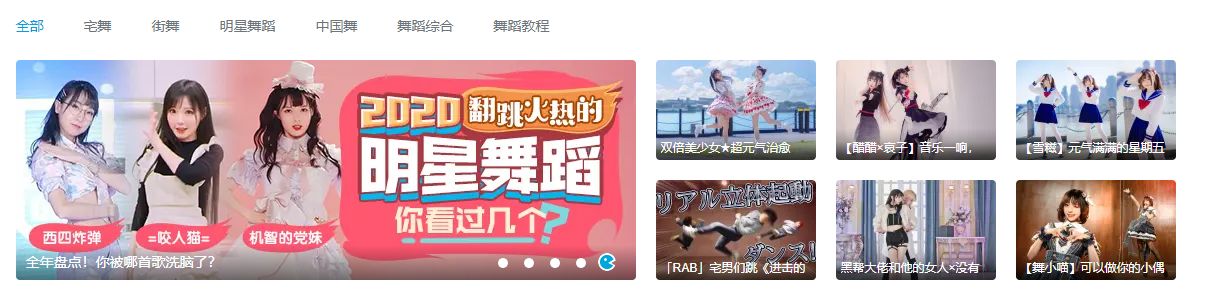 全部 宅舞 街舞 明星舞蹈 中国舞 舞蹈综合 舞蹈教程
2020翻跳火热的
明星舞蹈
你看过几个?
西四炸弹 =咬人猫= 机智的党妹
全年盘点！你被哪首歌洗脑了？
双倍美少女★超元气治愈
【醋醋×哀子】音乐一响，
【雪糍】元气满满的星期五
リアル立体起動
ダンス!
「RAB」宅男们跳《进击的
黑帮大佬和他的女人×没有
【舞小喵】可以做你的小偶